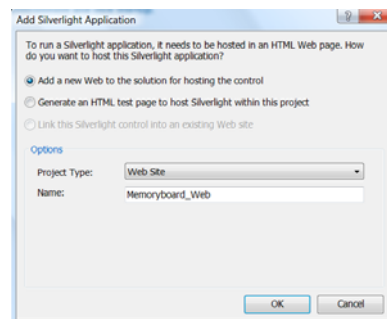 Add Silverlight Application
To run a Silverlight application, it needs to be hosted in an HTML Web page. How
do you want to host this Silverlight application?
Add a new Web to the solution for hosting the control
Generate an HTML test page to host Silverlight within this project
Link this Silverlight control into an existing Web site
Options
Project Type: Web Site
Name: Memoryboard_Web
OK Cancel